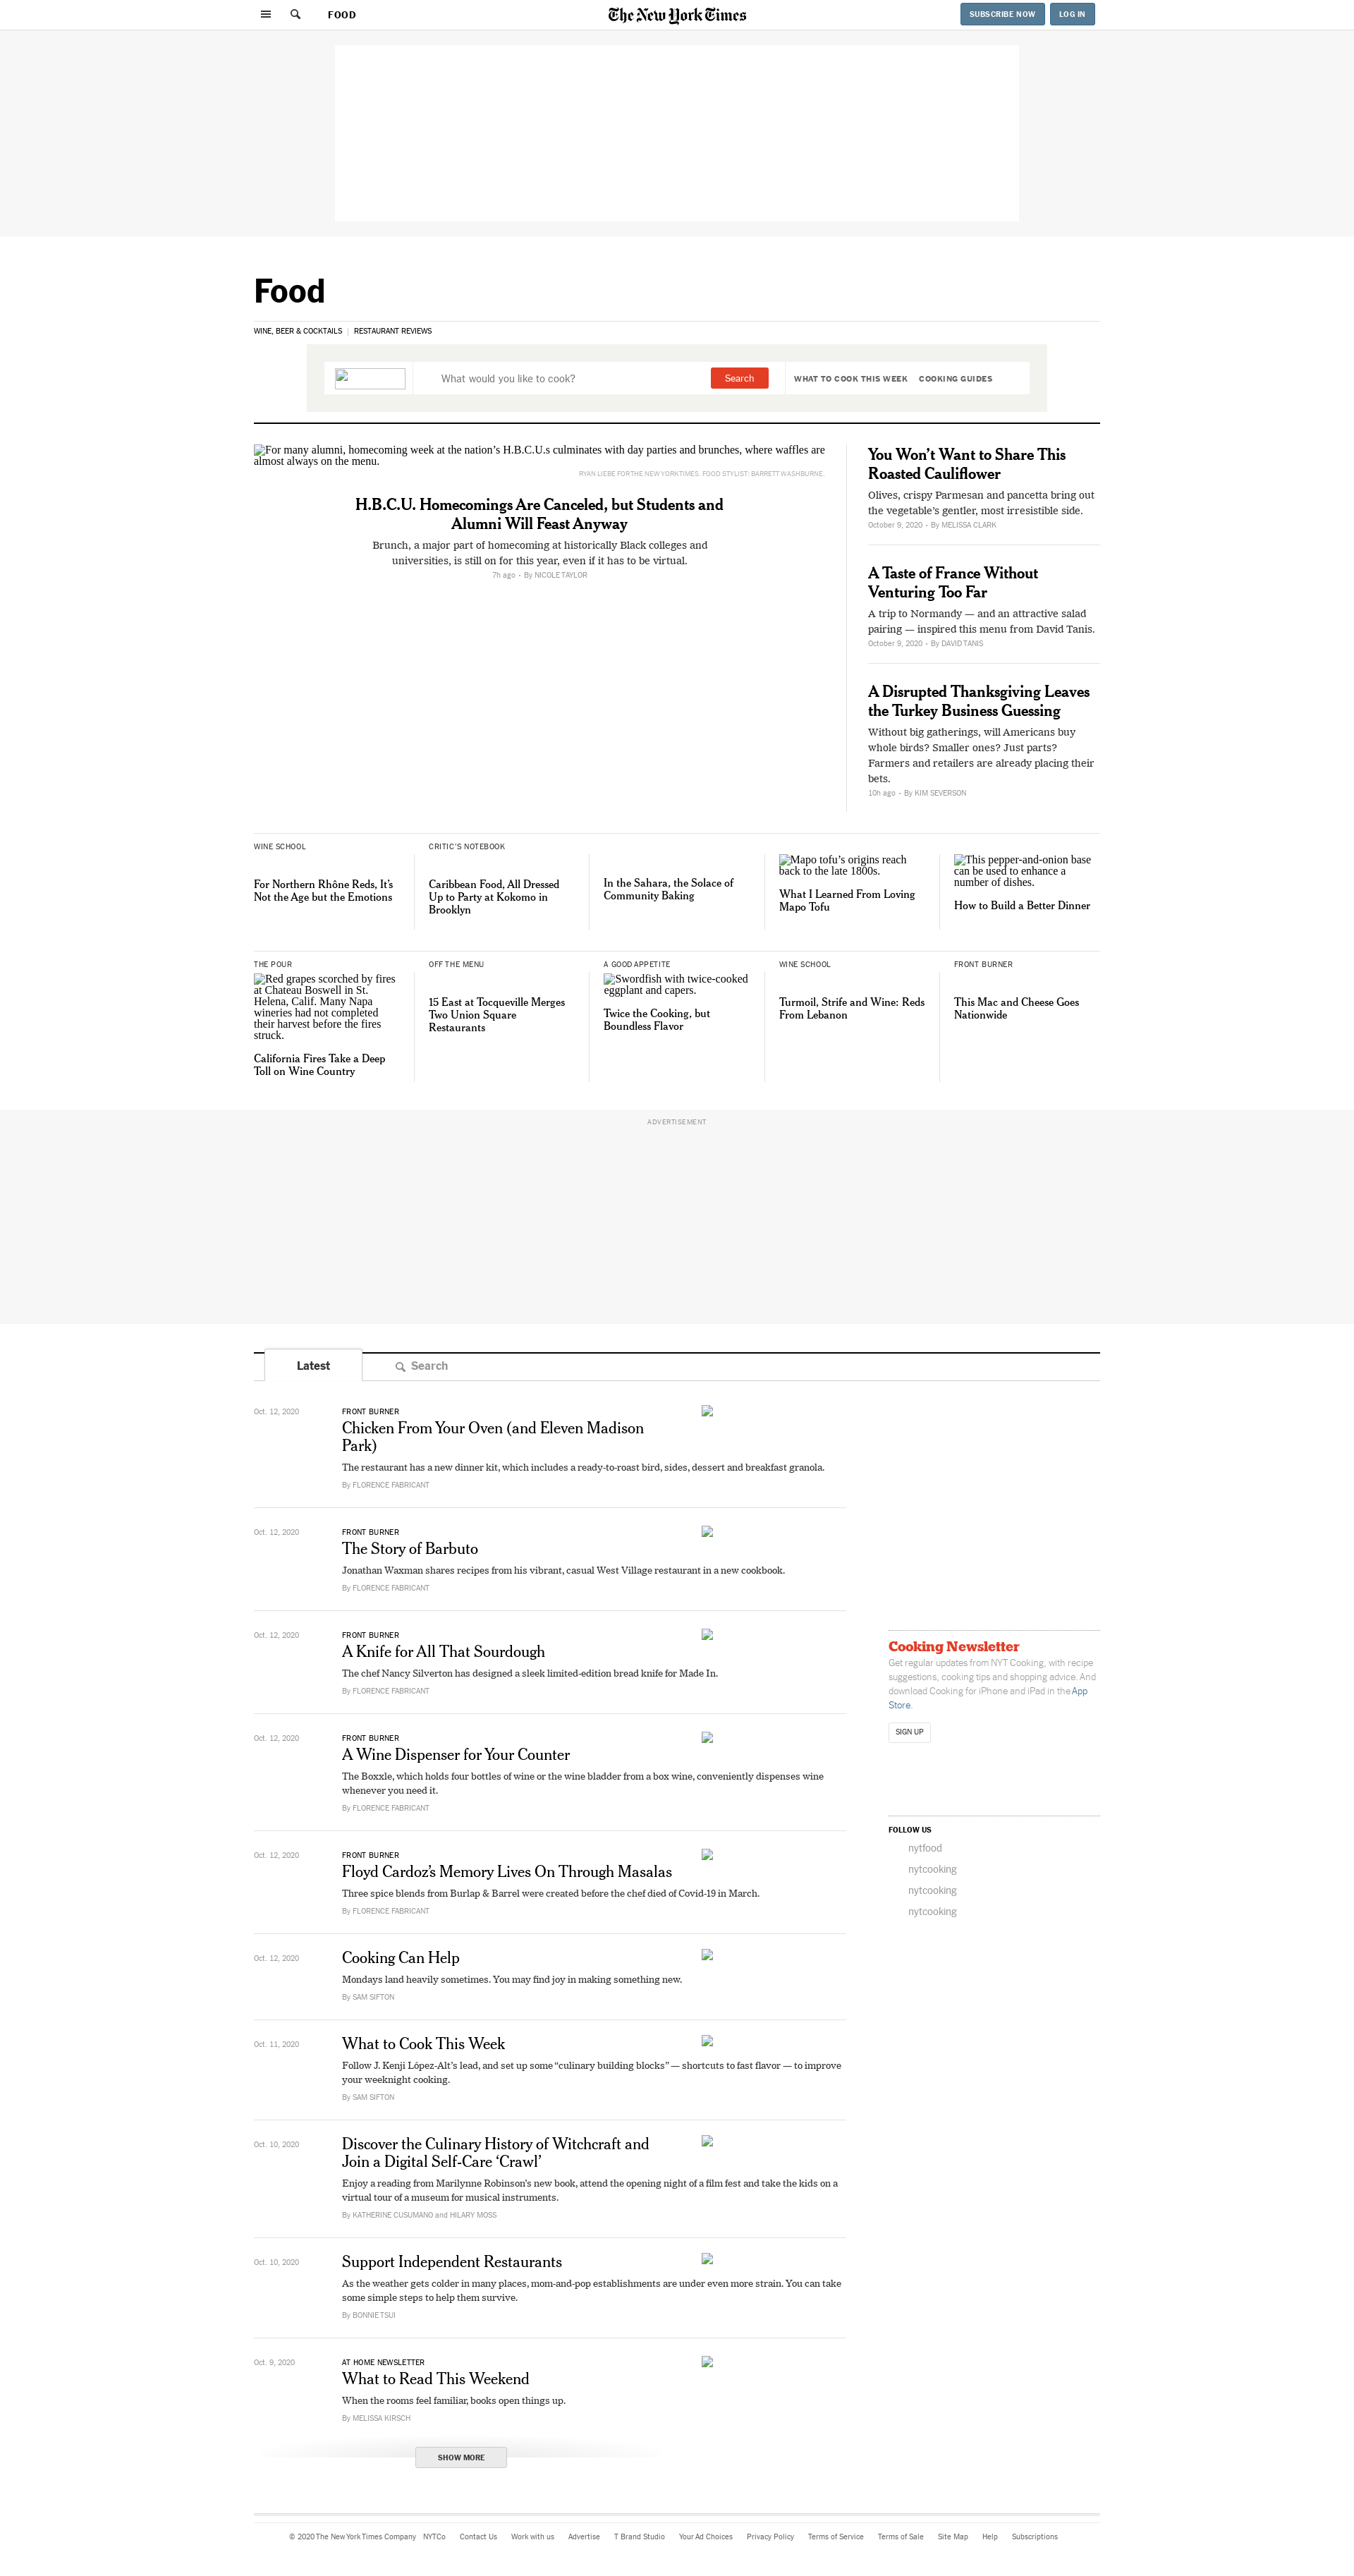 FOOD
The New York Times
SUBSCRIBE NOW
LOG IN
Food
WINE, BEER & COCKTAILS | RESTAURANT REVIEWS
What would you like to cook?
Search
WHAT TO COOK THIS WEEK
COOKING GUIDES
For many alumni, homecoming week at the nation’s H.B.C.U.s culminates with day parties and brunches, where waffles are
almost always on the menu.
RYAN LIEBE FOR THE NEW YORK TIMES. FOOD STYLIST: BARRETT WASHBURNE.
H.B.C.U. Homecomings Are Canceled, but Students and
Alumni Will Feast Anyway
Brunch, a major part of homecoming at historically Black colleges and
universities, is still on for this year, even if it has to be virtual.
7h ago • By NICOLE TAYLOR
You Won’t Want to Share This
Roasted Cauliflower
Olives, crispy Parmesan and pancetta bring out
the vegetable’s gentler, most irresistible side.
October 9, 2020 • By MELISSA CLARK
A Taste of France Without
Venturing Too Far
A trip to Normandy — and an attractive salad
pairing — inspired this menu from David Tanis.
October 9, 2020 • By DAVID TANIS
A Disrupted Thanksgiving Leaves
the Turkey Business Guessing
Without big gatherings, will Americans buy
whole birds? Smaller ones? Just parts?
Farmers and retailers are already placing their
bets.
10h ago • By KIM SEVERSON
WINE SCHOOL
For Northern Rhône Reds, It’s
Not the Age but the Emotions
CRITIC’S NOTEBOOK
Caribbean Food, All Dressed
Up to Party at Kokomo in
Brooklyn
In the Sahara, the Solace of
Community Baking
Mapo tofu’s origins reach
back to the late 1800s.
What I Learned From Loving
Mapo Tofu
This pepper-and-onion base
can be used to enhance a
number of dishes.
How to Build a Better Dinner
THE POUR
Red grapes scorched by fires
at Chateau Boswell in St.
Helena, Calif. Many Napa
wineries had not completed
their harvest before the fires
struck.
California Fires Take a Deep
Toll on Wine Country
OFF THE MENU
15 East at Tocqueville Merges
Two Union Square
Restaurants
A GOOD APPETITE
Swordfish with twice-cooked
eggplant and capers.
Twice the Cooking, but
Boundless Flavor
WINE SCHOOL
Turmoil, Strife and Wine: Reds
From Lebanon
FRONT BURNER
This Mac and Cheese Goes
Nationwide
ADVERTISEMENT
Latest
Search
Oct. 12, 2020
FRONT BURNER
Chicken From Your Oven (and Eleven Madison
Park)
The restaurant has a new dinner kit, which includes a ready-to-roast bird, sides, dessert and breakfast granola.
By FLORENCE FABRICANT
Oct. 12, 2020
FRONT BURNER
The Story of Barbuto
Jonathan Waxman shares recipes from his vibrant, casual West Village restaurant in a new cookbook.
By FLORENCE FABRICANT
Oct. 12, 2020
FRONT BURNER
A Knife for All That Sourdough
The chef Nancy Silverton has designed a sleek limited-edition bread knife for Made In.
By FLORENCE FABRICANT
Oct. 12, 2020
FRONT BURNER
A Wine Dispenser for Your Counter
The Boxxle, which holds four bottles of wine or the wine bladder from a box wine, conveniently dispenses wine
whenever you need it.
By FLORENCE FABRICANT
Oct. 12, 2020
FRONT BURNER
Floyd Cardoz’s Memory Lives On Through Masalas
Three spice blends from Burlap & Barrel were created before the chef died of Covid-19 in March.
By FLORENCE FABRICANT
Oct. 12, 2020
Cooking Can Help
Mondays land heavily sometimes. You may find joy in making something new.
By SAM SIFTON
Oct. 11, 2020
What to Cook This Week
Follow J. Kenji López-Alt’s lead, and set up some “culinary building blocks” — shortcuts to fast flavor — to improve
your weeknight cooking.
By SAM SIFTON
Oct. 10, 2020
Discover the Culinary History of Witchcraft and
Join a Digital Self-Care ‘Crawl’
Enjoy a reading from Marilynne Robinson’s new book, attend the opening night of a film fest and take the kids on a
virtual tour of a museum for musical instruments.
By KATHERINE CUSUMANO and HILARY MOSS
Oct. 10, 2020
Support Independent Restaurants
As the weather gets colder in many places, mom-and-pop establishments are under even more strain. You can take
some simple steps to help them survive.
By BONNIE TSUI
Oct. 9, 2020
AT HOME NEWSLETTER
What to Read This Weekend
When the rooms feel familiar, books open things up.
By MELISSA KIRSCH
SHOW MORE
Cooking Newsletter
Get regular updates from NYT Cooking, with recipe
suggestions, cooking tips and shopping advice. And
download Cooking for iPhone and iPad in the App
Store.
SIGN UP
FOLLOW US
nytfood
nytcooking
nytcooking
nytcooking
© 2020 The New York Times Company NYTCo Contact Us Work with us Advertise T Brand Studio Your Ad Choices Privacy Policy Terms of Service Terms of Sale Site Map Help Subscriptions